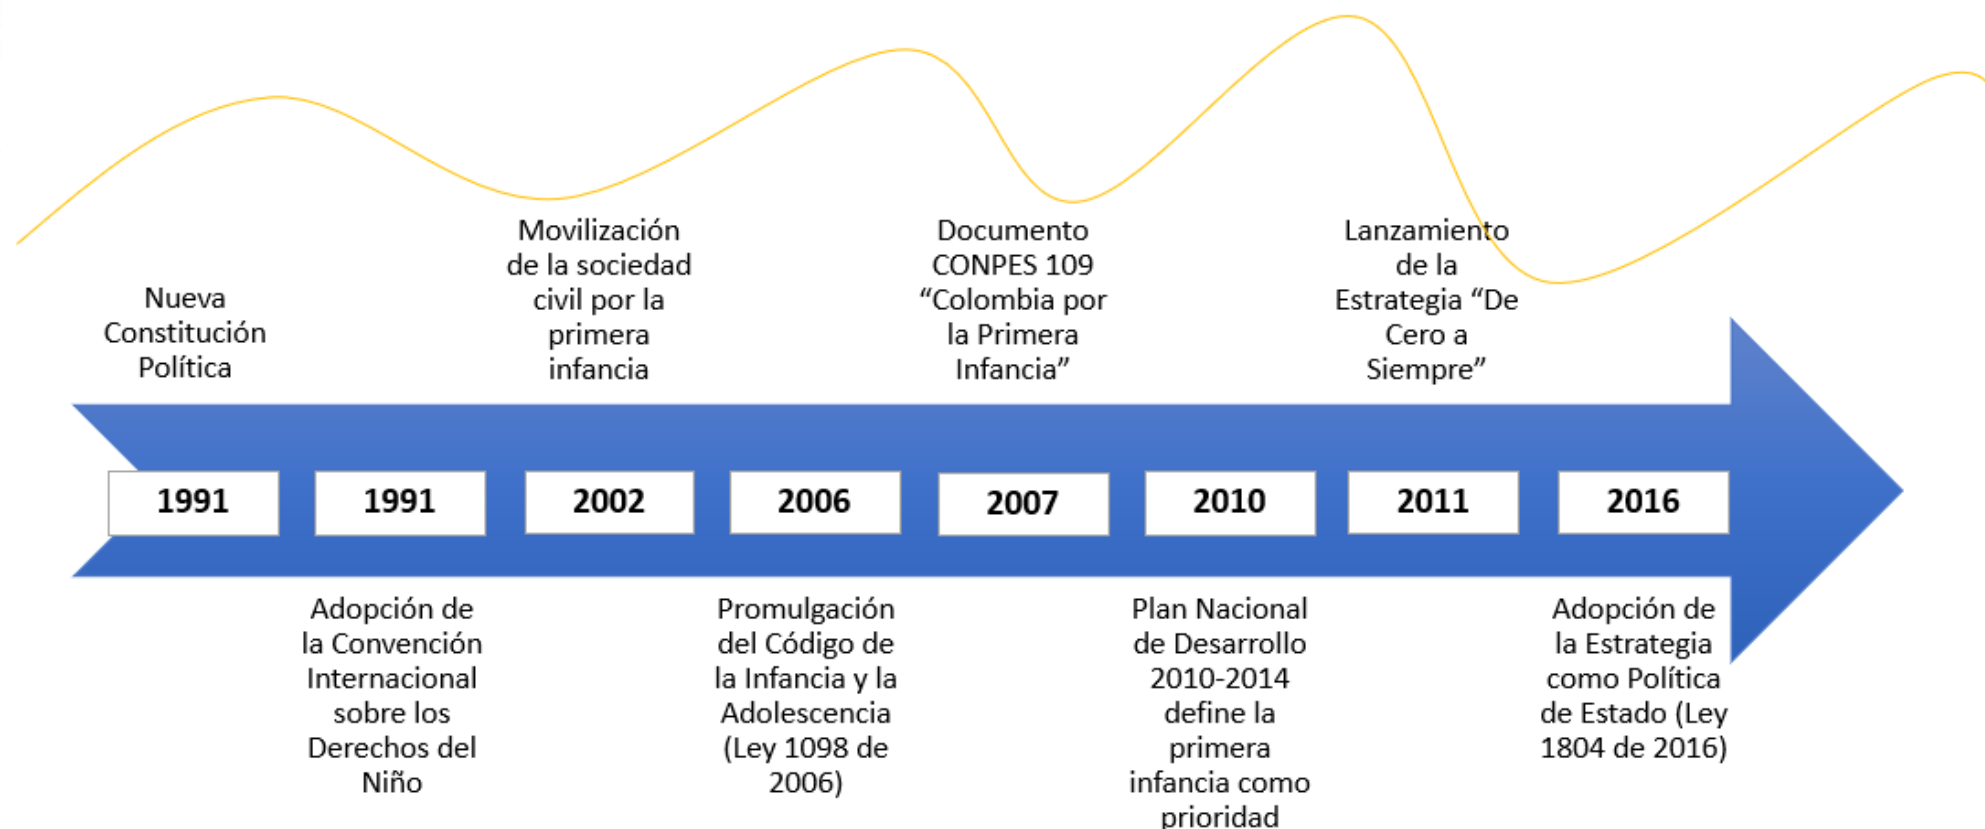 Nueva
Constitución
Política
Movilización
de la sociedad
civil por la
primera
infancia
Documento
CONPES 109
“Colombia por
la Primera
Infancia”
Lanzamiento
de la
Estrategia “De
Cero a
Siempre”
1991
1991
2002
2006
2007
2010
2011
2016
Adopción de
la Convención
Internacional
sobre los
Derechos del
Niño
Promulgación
del Código de
la Infancia y la
Adolescencia
(Ley 1098 de
2006)
Plan Nacional
de Desarrollo
2010-2014
define la
primera
infancia como
prioridad
Adopción de
la Estrategia
como Política
de Estado (Ley
1804 de 2016)